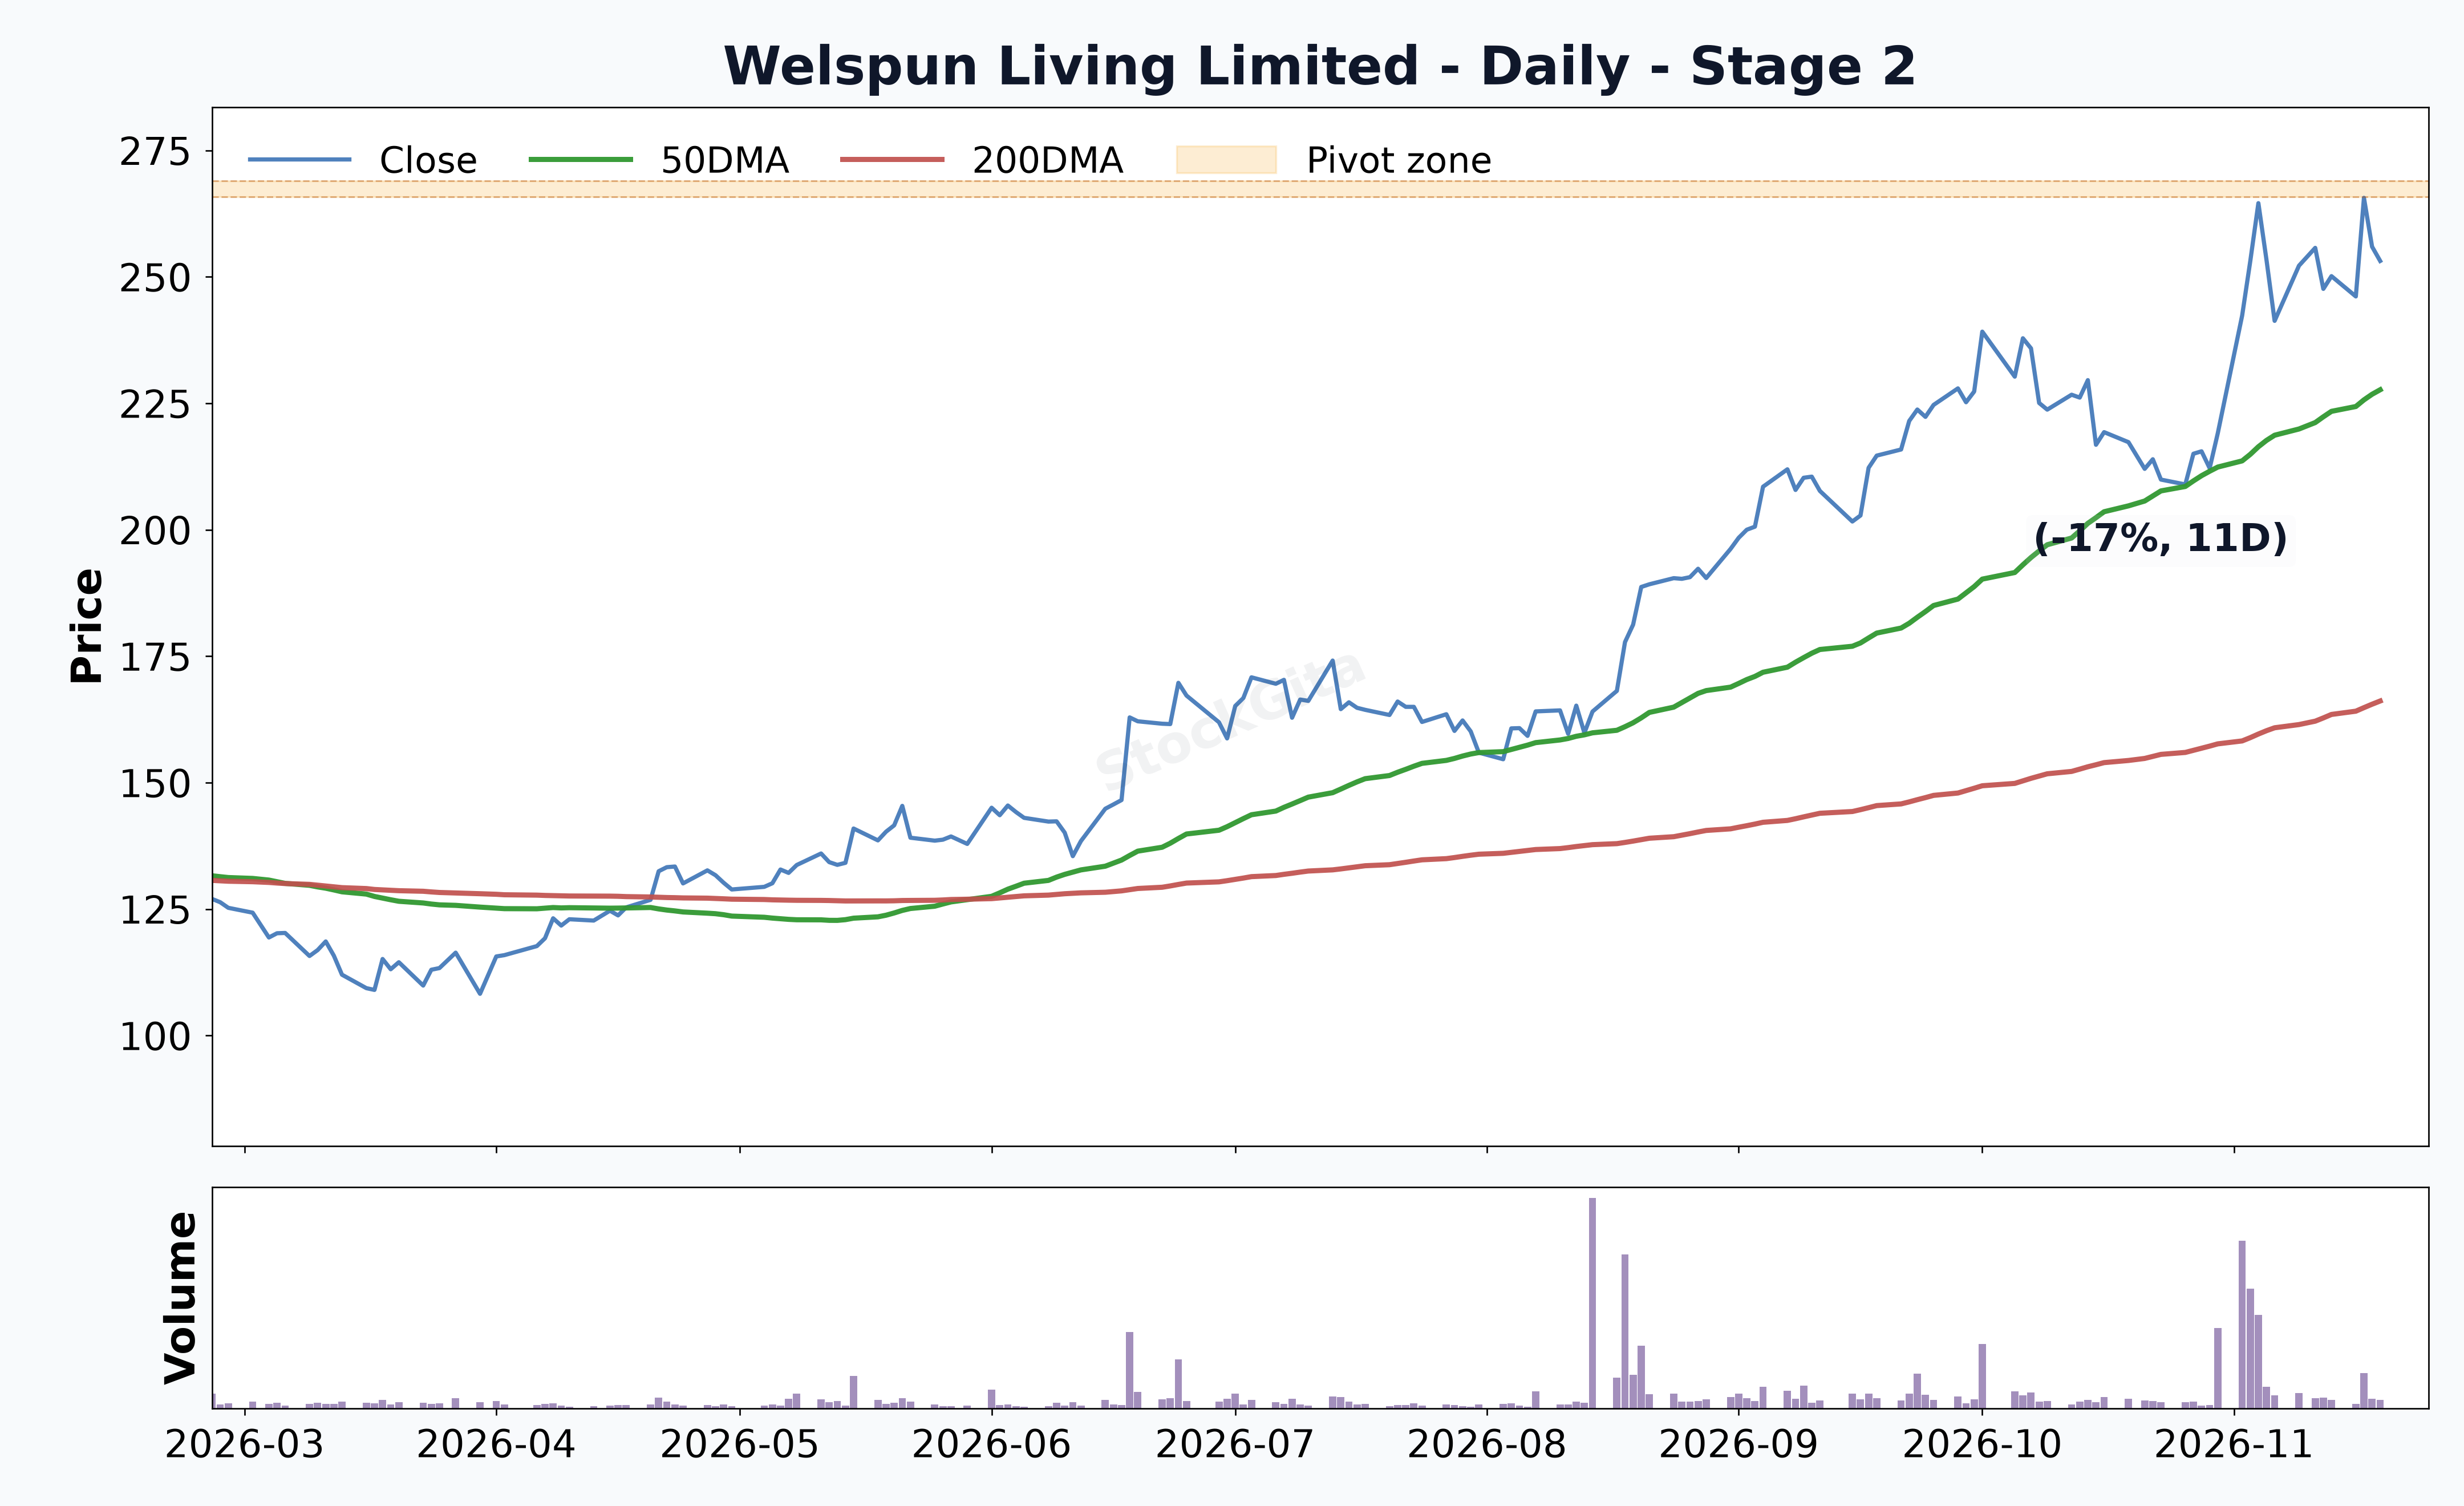 Welspun Living Limited - Daily - Stage 2
Close
50DMA
200DMA
Pivot zone
Price
275
250
225
200
175
150
125
100
(-17%, 11D)
StockGita
Volume
2026-03
2026-04
2026-05
2026-06
2026-07
2026-08
2026-09
2026-10
2026-11